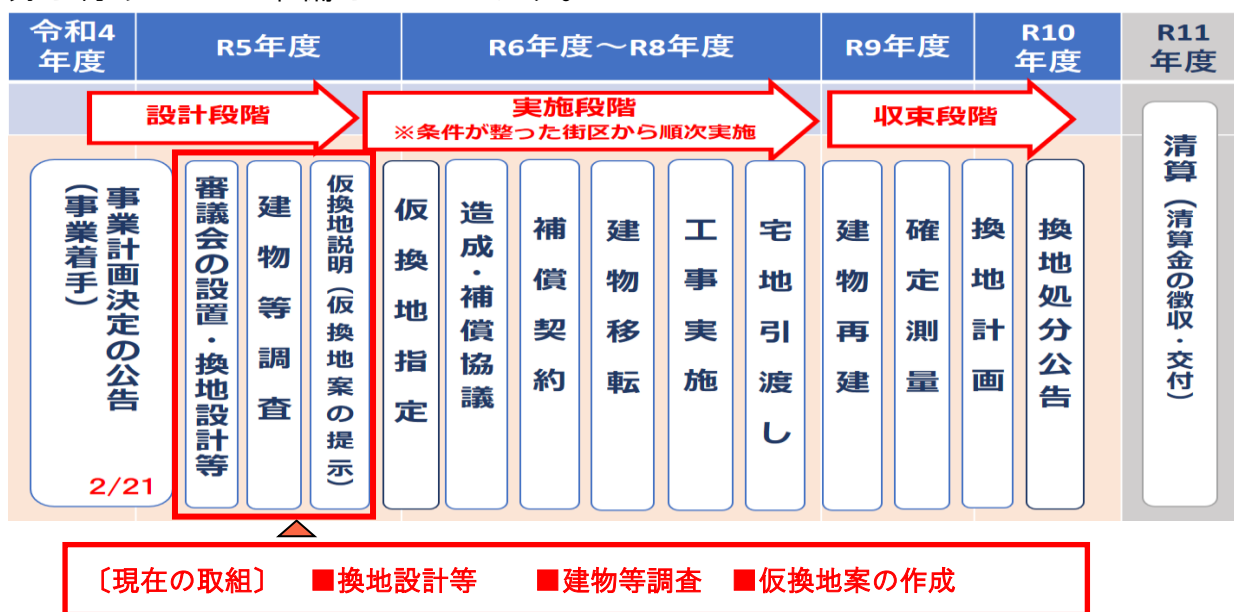 令和4
年度
R5年度
R6年度～R8年度
R9年度
R10
年度
R11
年度
設計段階
実施段階
※条件が整った街区から順次実施
収束段階
事業計画決定の公告
（事業着手）
2/21
審議会の設置・換地設計等
建物等調査
仮換地説明（仮換地案の提示）
仮換地指定
造成・補償協議
補償契約
建物移転
工事実施
宅地引渡し
建物再建
確定測量
換地計画
換地処分公告
清算（清算金の徴収・交付）
〔現在の取組〕 ■換地設計等 ■建物等調査 ■仮換地案の作成